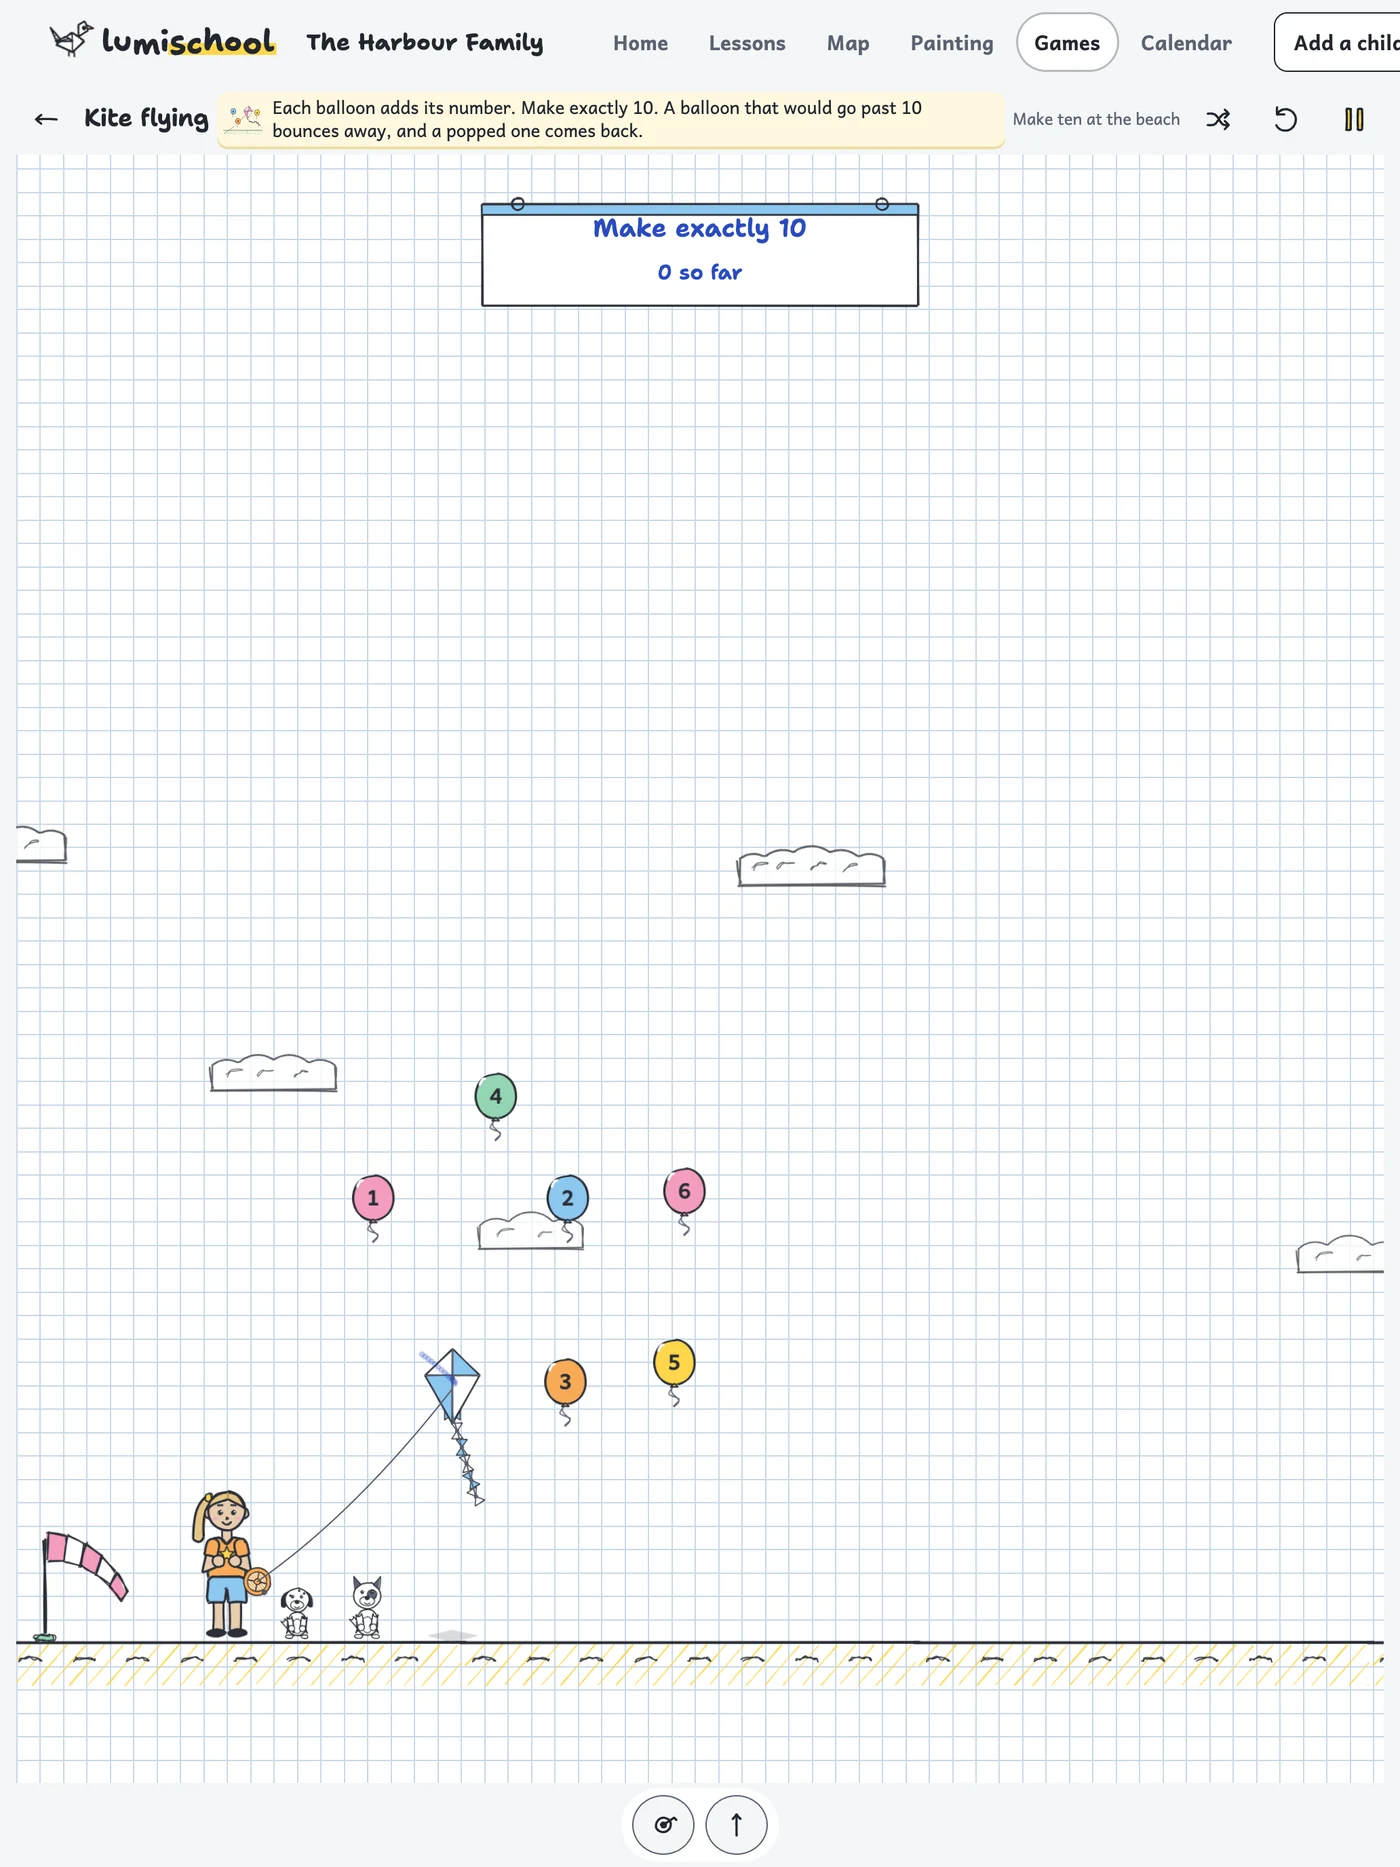 lumischool The Harbour Family Home Lessons Map Painting Games Calendar Add a chil
Kite flying
Each balloon adds its number. Make exactly 10. A balloon that would go past 10
bounces away, and a popped one comes back.
Make ten at the beach
Make exactly 10
0 so far
4
1
2
6
3
5